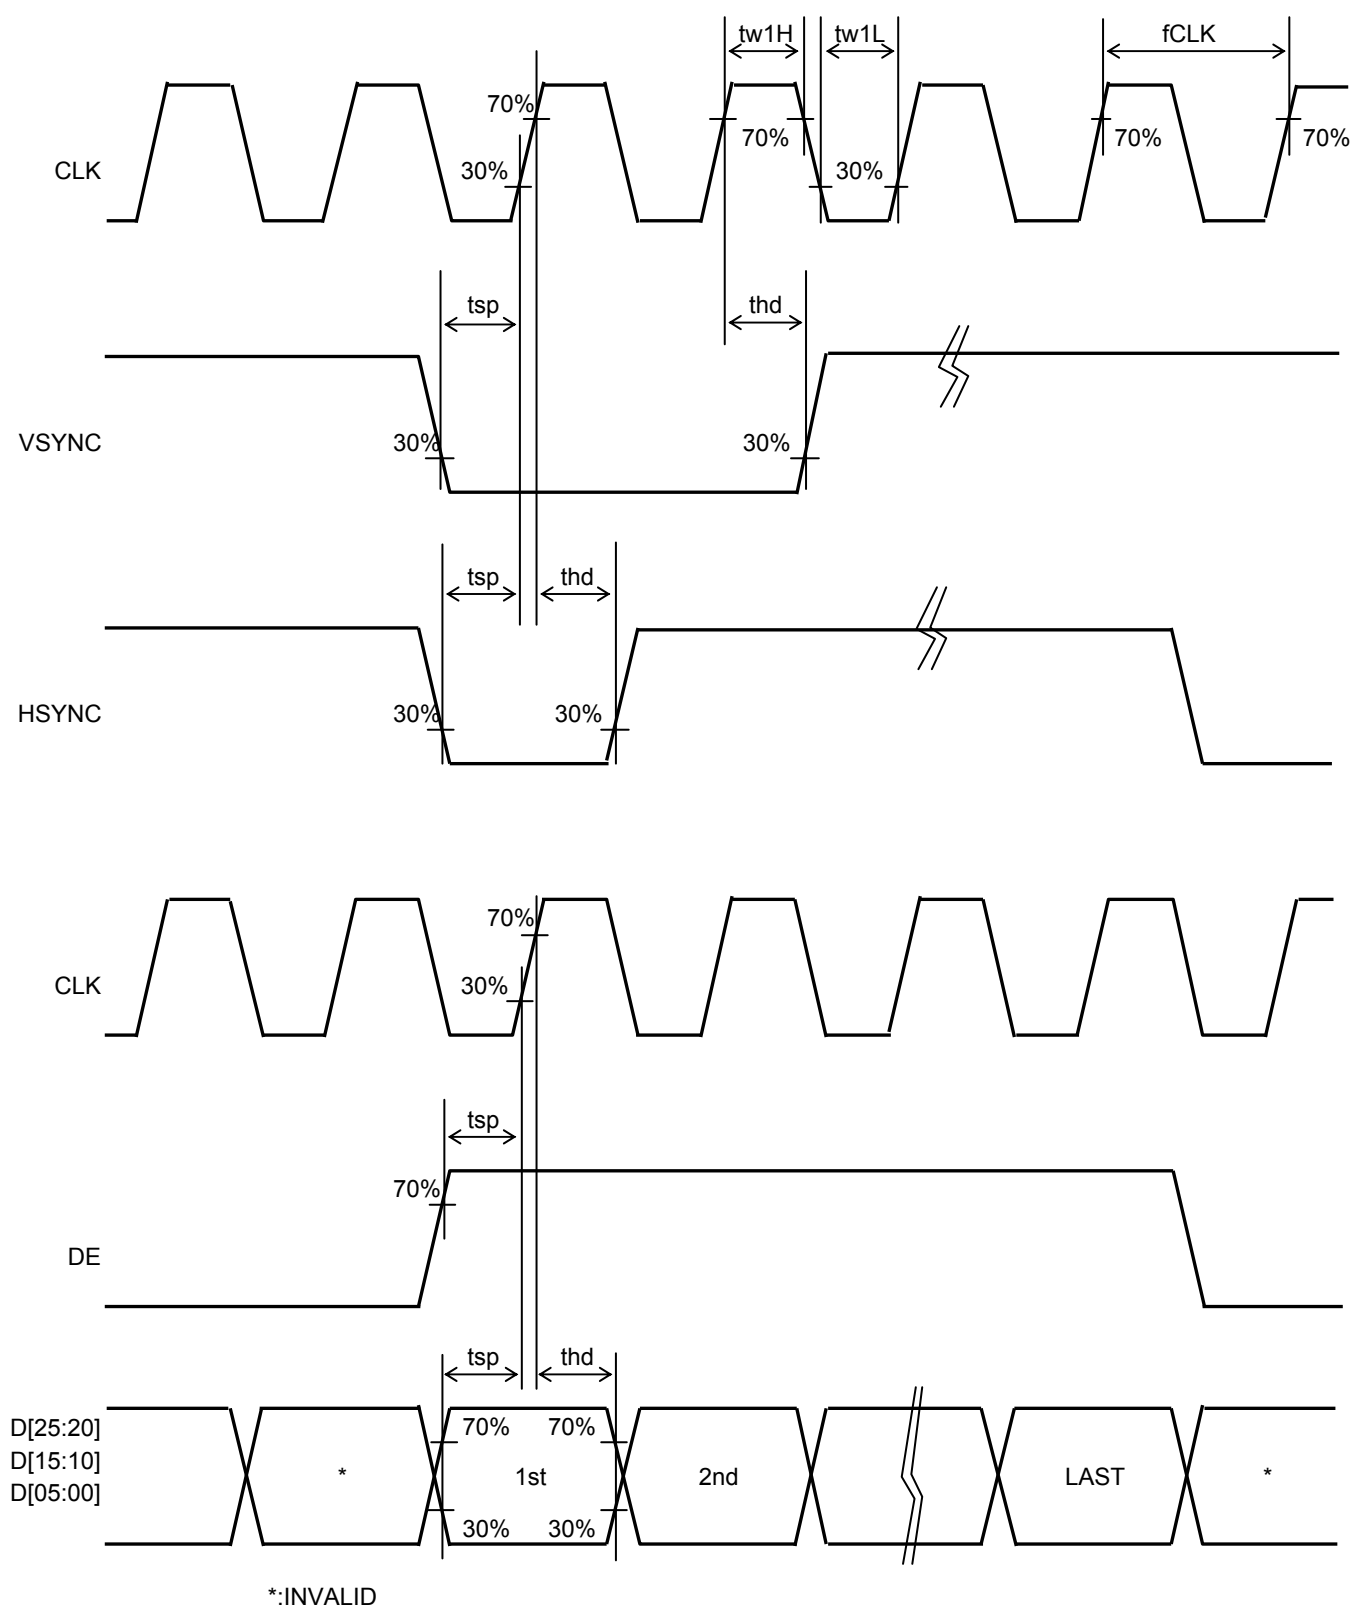 tw1H tw1L fCLK
70% 70% 70% 70%
CLK 30% 30%
tsp thd
VSYNC 30% 30%
tsp thd
HSYNC 30% 30%
70%
CLK 30%
tsp
70%
DE
tsp thd
D[25:20] 70% 70%
D[15:10] * 1st 2nd LAST *
D[05:00]
30% 30%
*:INVALID